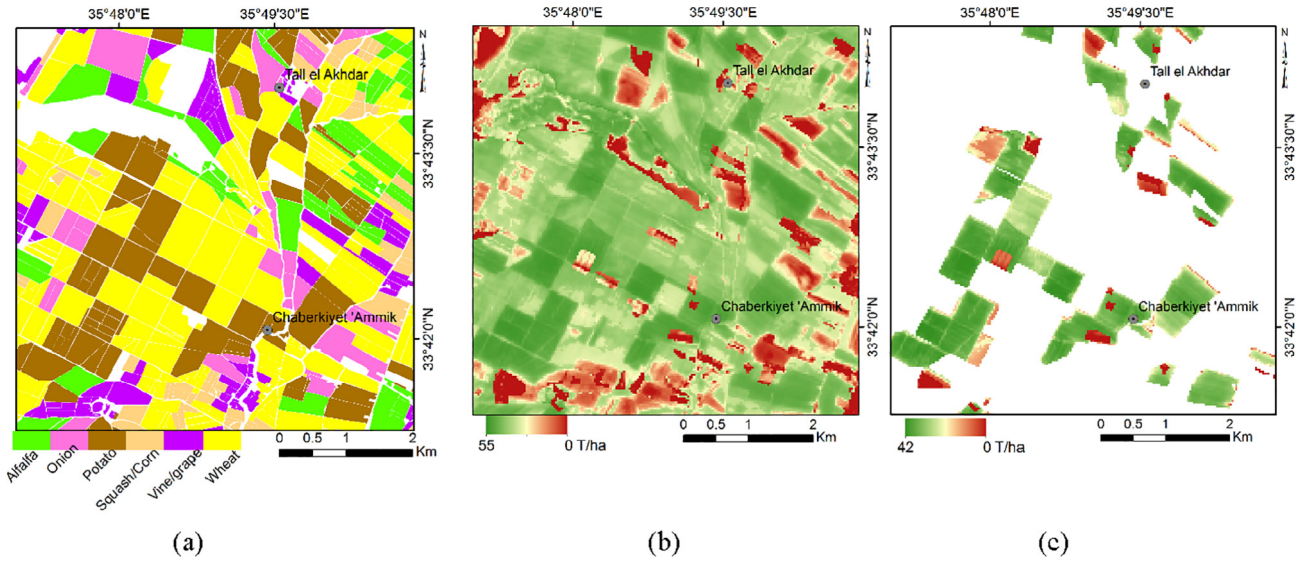 35°48'0"E 35°49'30"E
35°48'0"E 35°49'30"E
35°48'0"E 35°49'30"E
N
N
N
Tall el Akhdar
Tall el Akhdar
Tall el Akhdar
33°43'30"N
33°43'30"N
33°43'30"N
Chaberkiyet 'Ammik
Chaberkiyet 'Ammik
Chaberkiyet 'Ammik
33°42'0"N
33°42'0"N
33°42'0"N
Alfalfa
Onion
Potato
Squash/Corn
Vine/grape
Wheat
0 0.5 1 2
Km
55 0 T/ha
0 0.5 1 2
Km
42 0 T/ha
0 0.5 1 2
Km
(a) (b) (c)